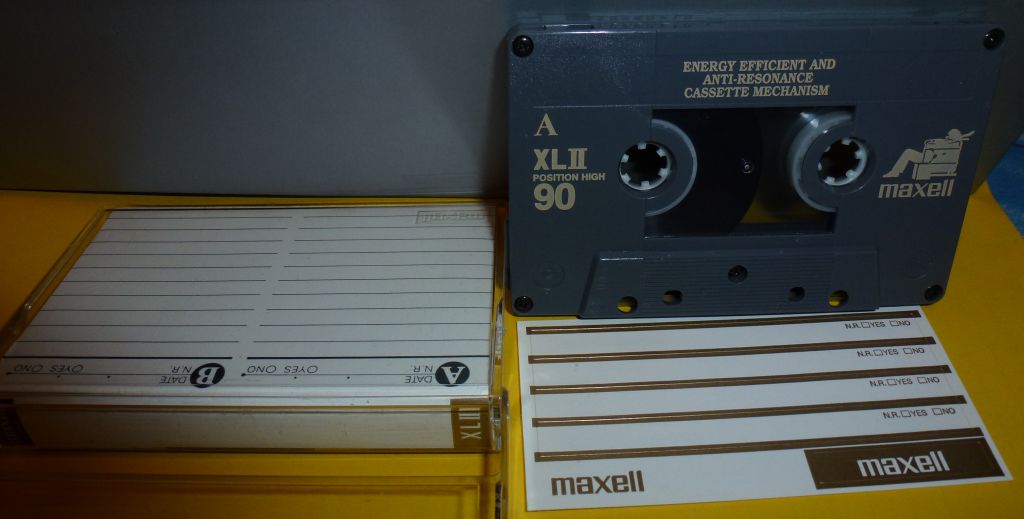 ENERGY EFFICIENT AND
ANTI-RESONANCE
CASSETTE MECHANISM
A
XLII
POSITION HIGH
90
maxell
maxell
B DATE
N.R. ○YES ○NO
A DATE
N.R. ○YES ○NO
XLII
N.R.□YES □NO
N.R.□YES □NO
N.R.□YES □NO
N.R.□YES □NO
maxell
maxell